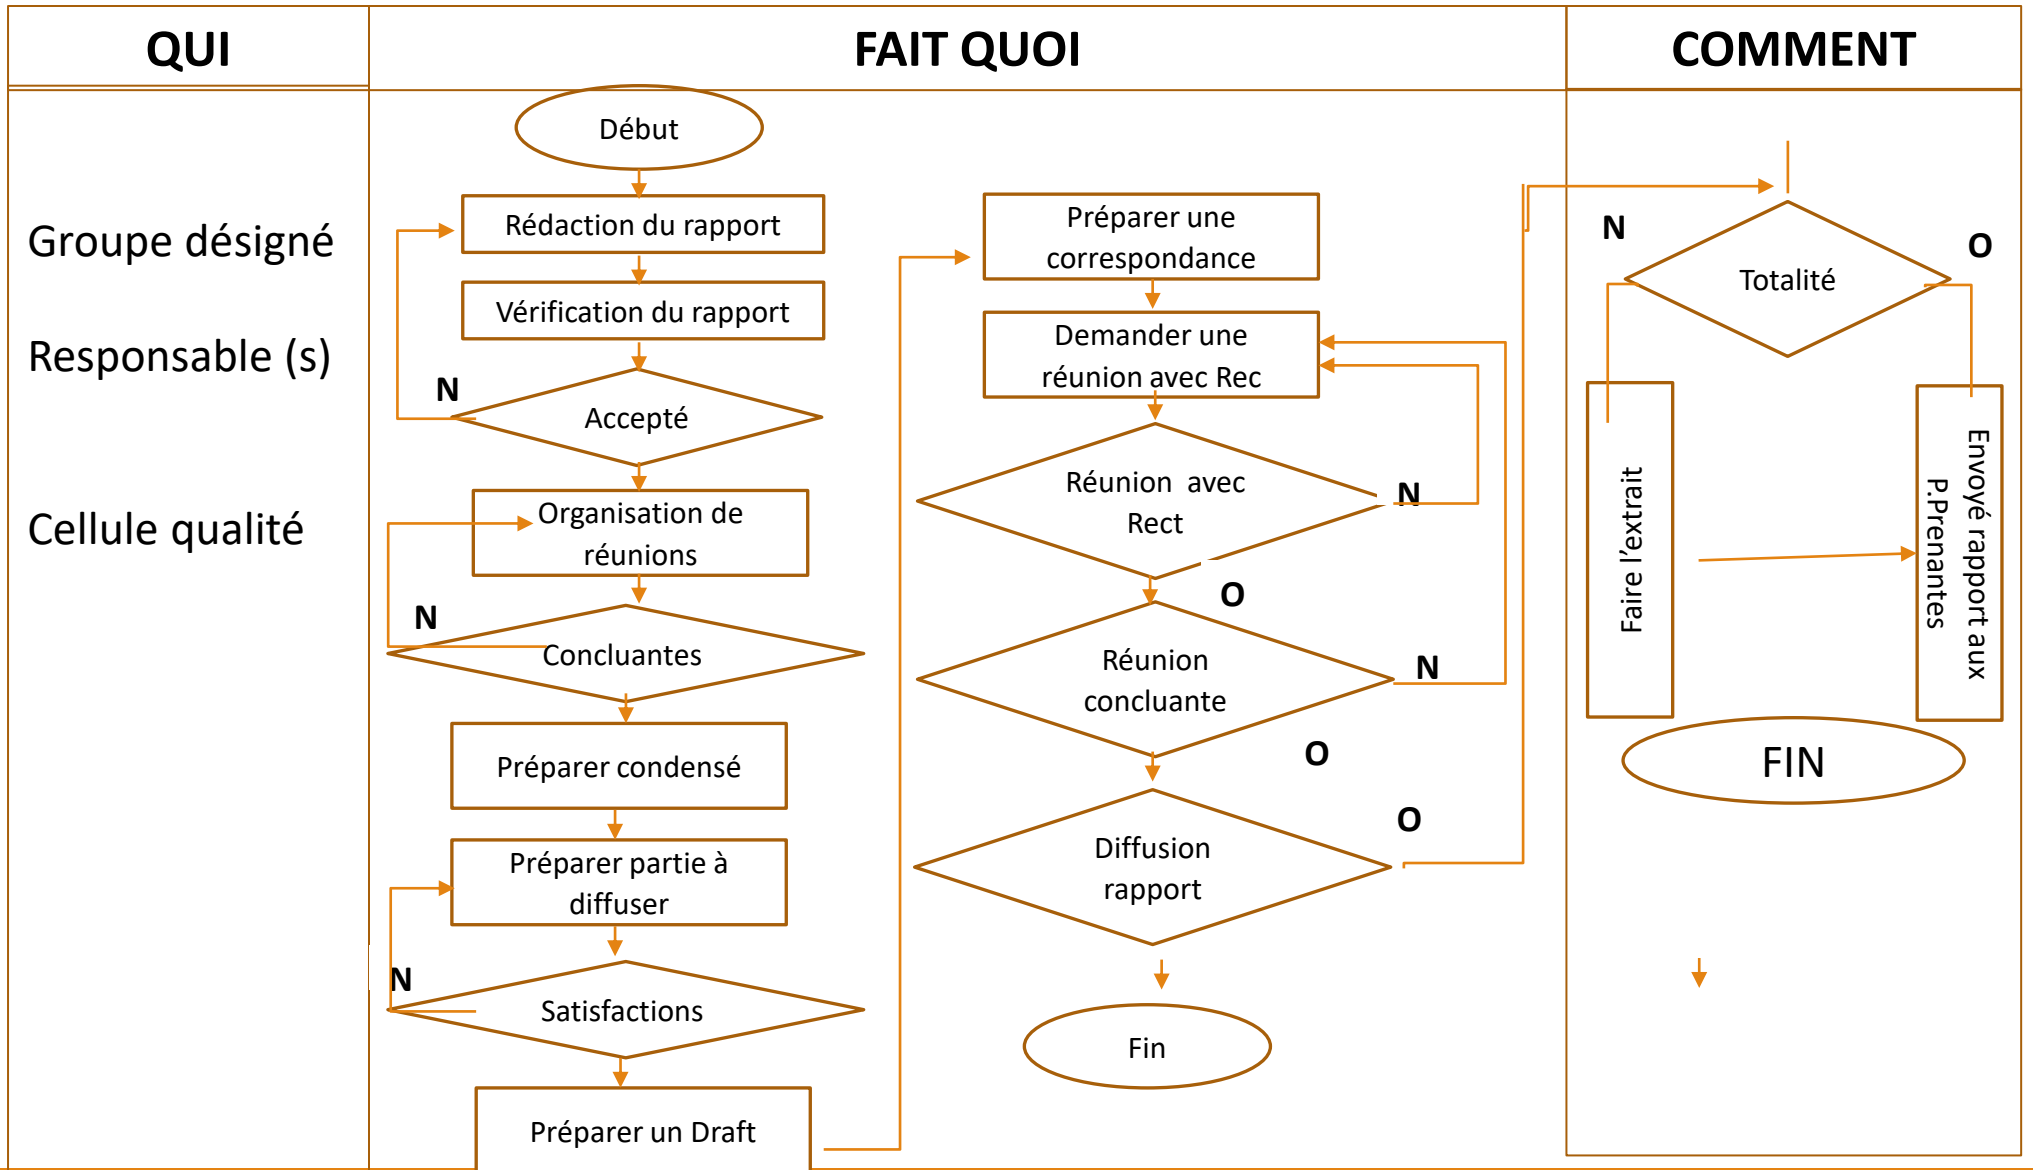 QUI
FAIT QUOI
COMMENT
Groupe désigné
Responsable (s)
Cellule qualité
Début
Rédaction du rapport
Vérification du rapport
N
Accepté
Organisation de
réunions
N
Concluantes
Préparer condensé
Préparer partie à
diffuser
N
Satisfactions
Préparer un Draft
Préparer une
correspondance
Demander une
réunion avec Rec
Réunion  avec
Rect
N
O
Réunion
concluante
N
O
Diffusion
rapport
O
Fin
N
Totalité
O
Faire l’extrait
Envoyé rapport aux
P.Prenantes
FIN